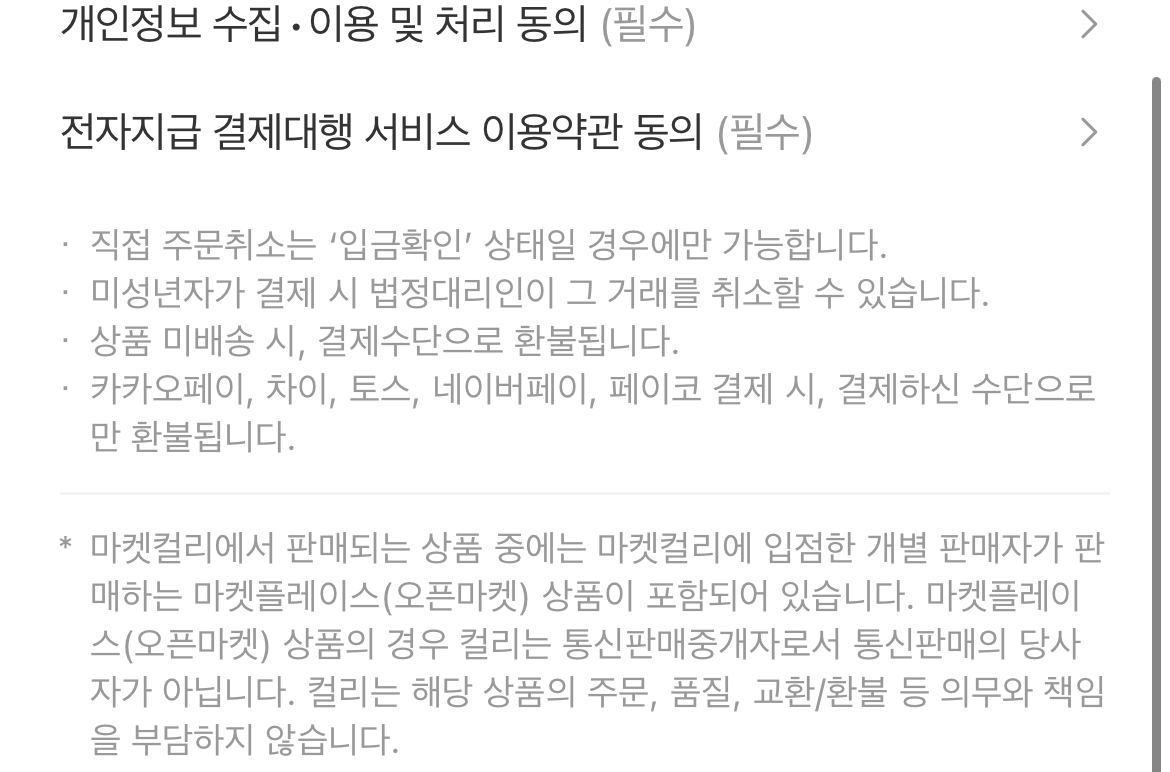 개인정보 수집•이용 및 처리 동의 (필수)
전자지급 결제대행 서비스 이용약관 동의 (필수)
· 직접 주문취소는 ‘입금확인’ 상태일 경우에만 가능합니다.
· 미성년자가 결제 시 법정대리인이 그 거래를 취소할 수 있습니다.
· 상품 미배송 시, 결제수단으로 환불됩니다.
· 카카오페이, 차이, 토스, 네이버페이, 페이코 결제 시, 결제하신 수단으로
만 환불됩니다.
* 마켓컬리에서 판매되는 상품 중에는 마켓컬리에 입점한 개별 판매자가 판
매하는 마켓플레이스(오픈마켓) 상품이 포함되어 있습니다. 마켓플레이
스(오픈마켓) 상품의 경우 컬리는 통신판매중개자로서 통신판매의 당사
자가 아닙니다. 컬리는 해당 상품의 주문, 품질, 교환/환불 등 의무와 책임
을 부담하지 않습니다.